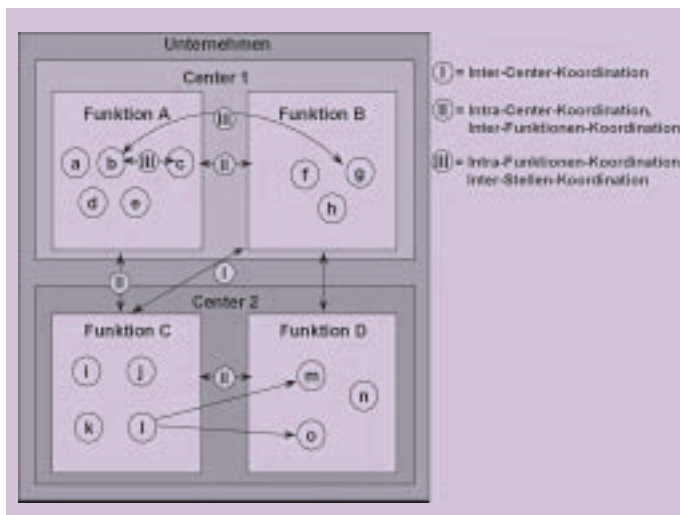 Unternehmen
Center 1
Funktion A
Funktion B
III
a
b
III
c
II
f
g
d
e
h
II
I
Center 2
Funktion C
Funktion D
i
j
II
m
n
k
l
o
I = Inter-Center-Koordination
II = Intra-Center-Koordination,
Inter-Funktionen-Koordination
III = Intra-Funktionen-Koordination
Inter-Stellen-Koordination